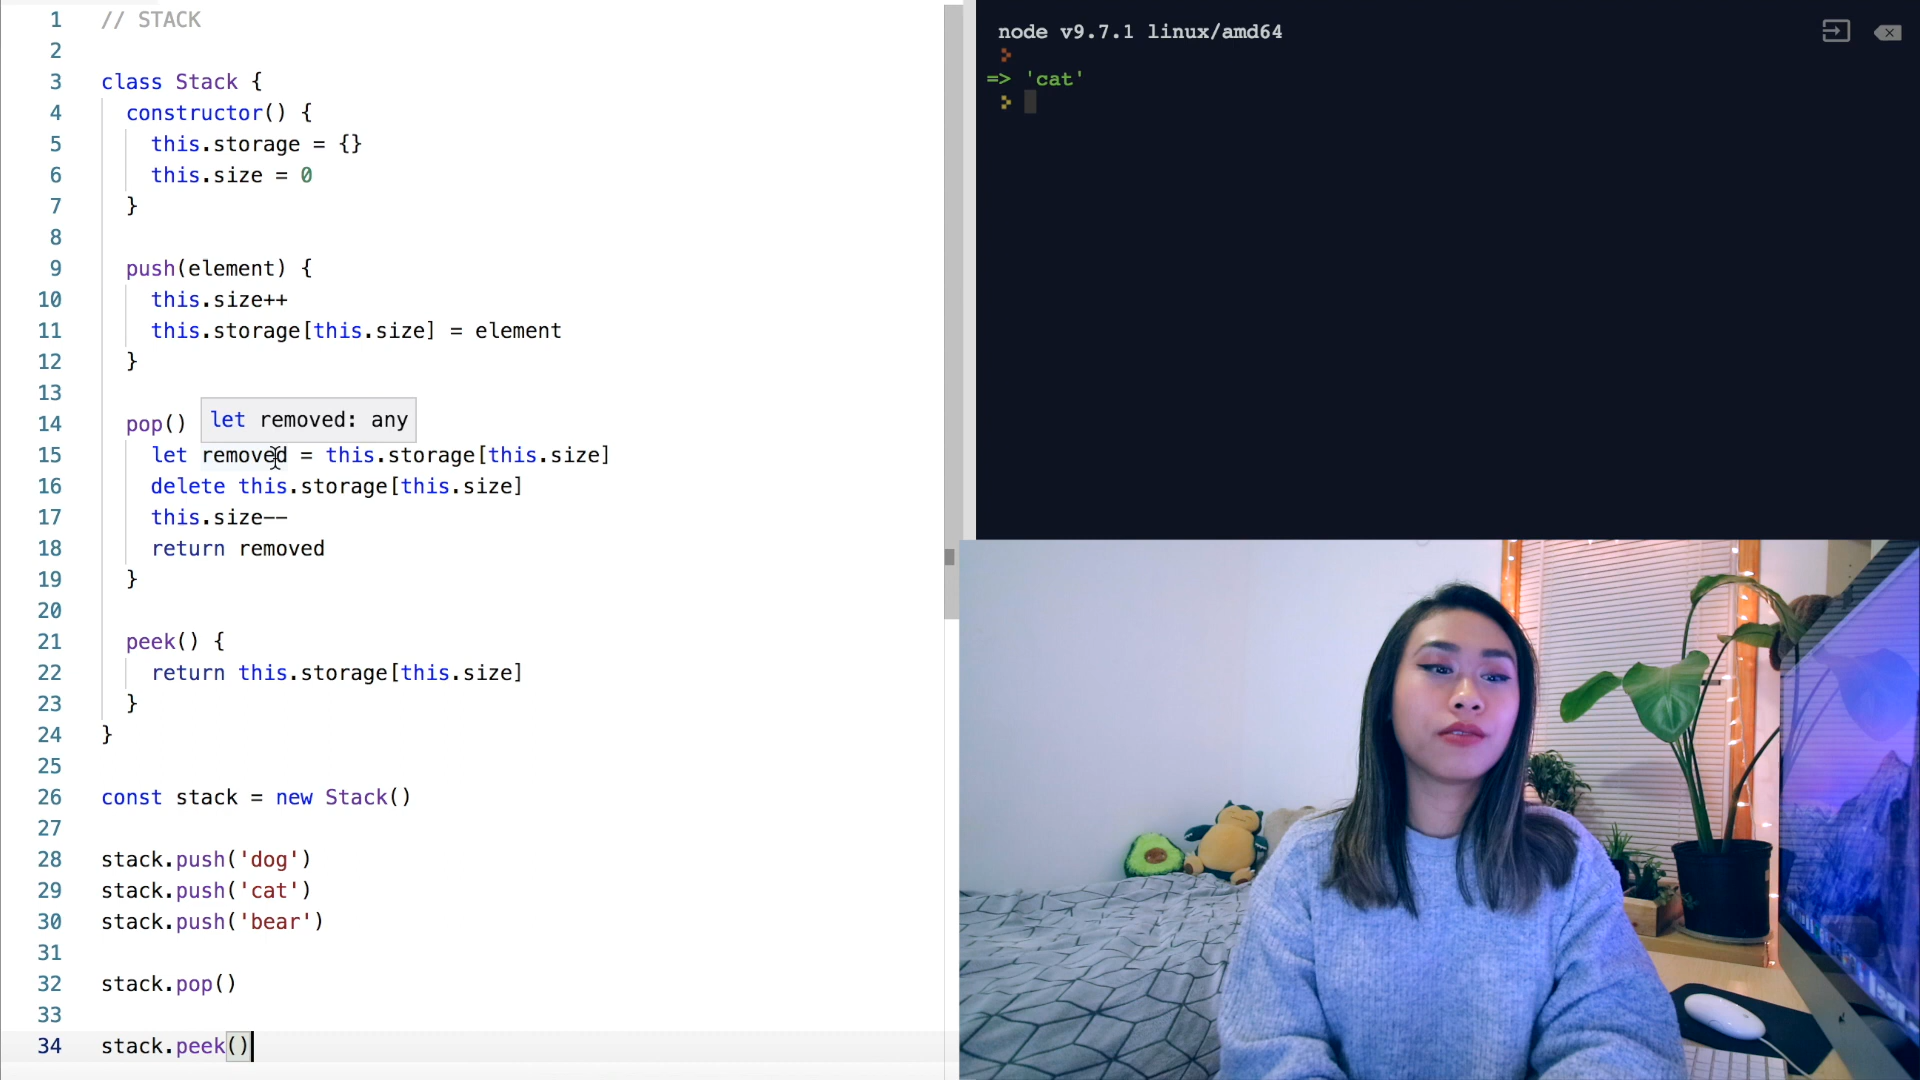 1 // STACK
2
3 class Stack {
4 constructor() {
5 this.storage = {}
6 this.size = 0
7 }
8
9 push(element) {
10 this.size++
11 this.storage[this.size] = element
12 }
13
14 pop()
let removed: any
15 let removed = this.storage[this.size]
16 delete this.storage[this.size]
17 this.size--
18 return removed
19 }
20
21 peek() {
22 return this.storage[this.size]
23 }
24 }
25
26 const stack = new Stack()
27
28 stack.push('dog')
29 stack.push('cat')
30 stack.push('bear')
31
32 stack.pop()
33
34 stack.peek()
node v9.7.1 linux/amd64
=> 'cat'